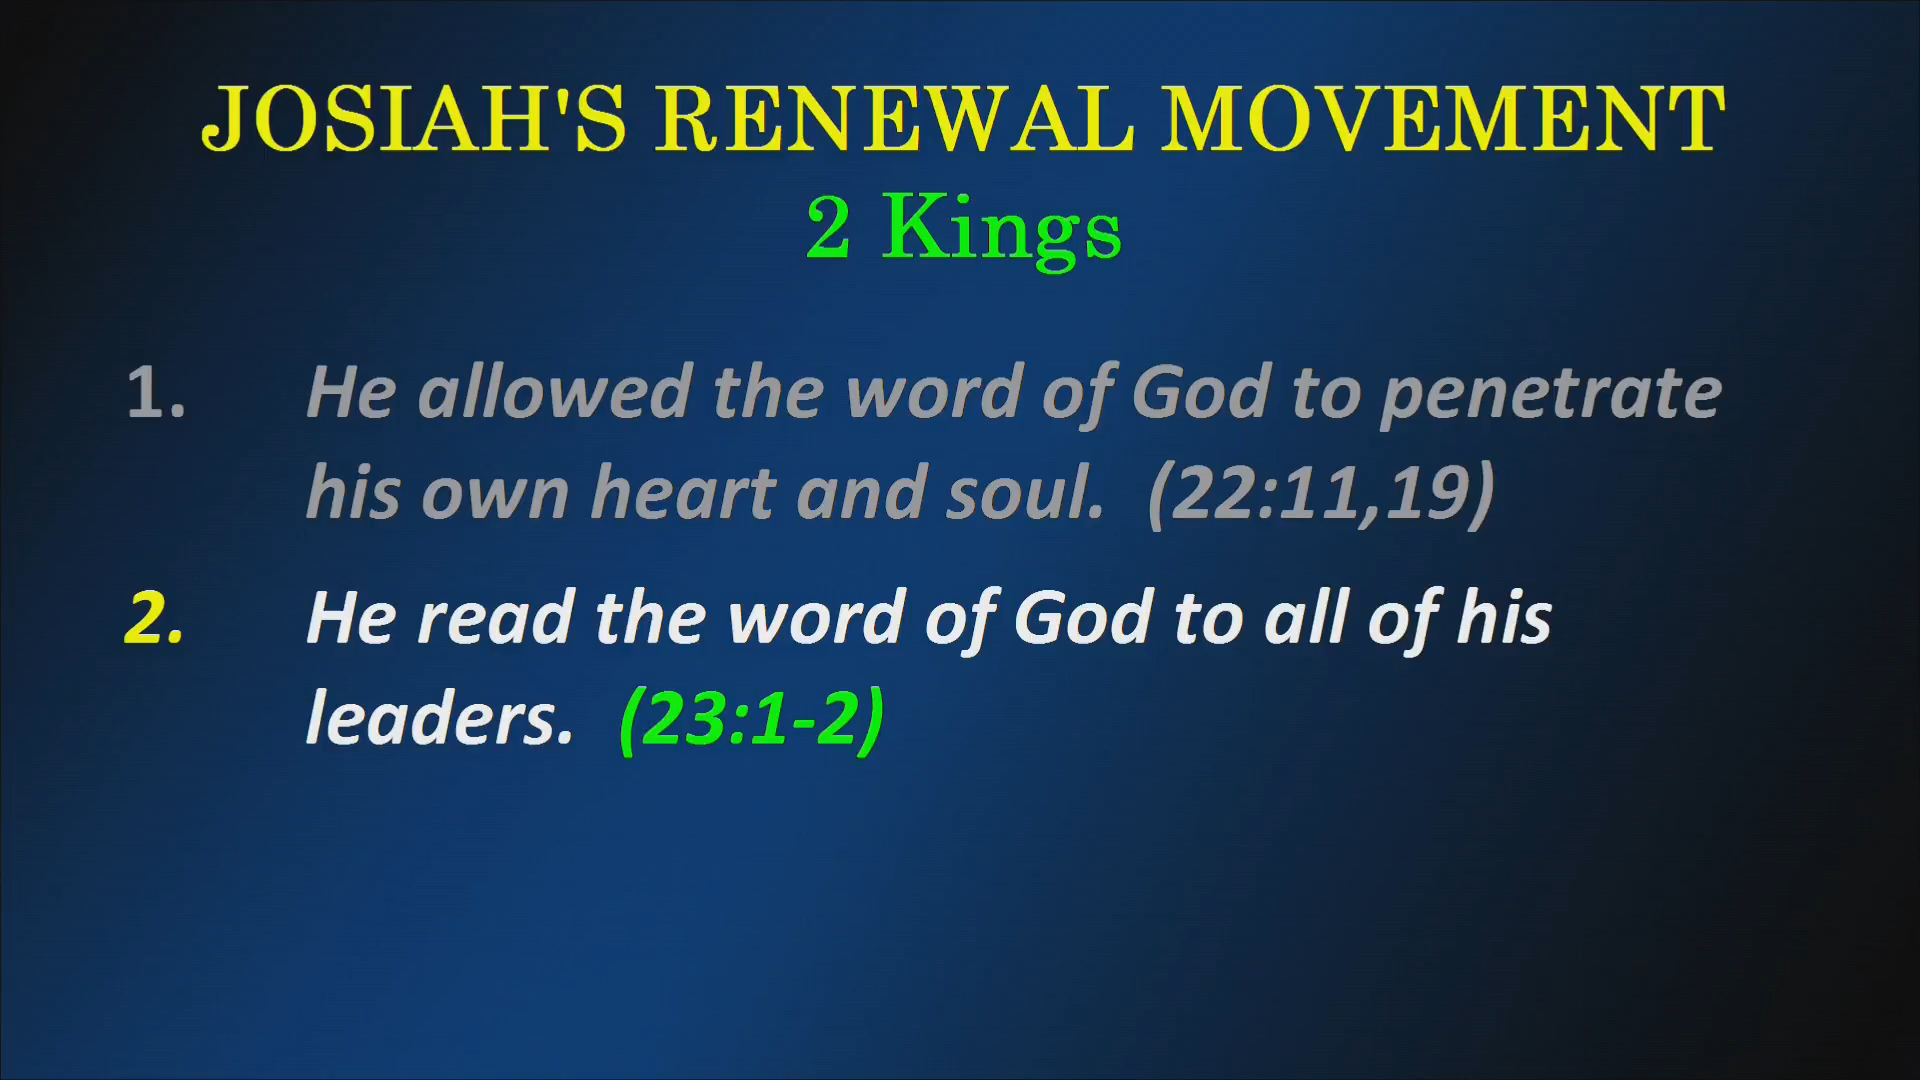 JOSIAH'S RENEWAL MOVEMENT
2 Kings
1. He allowed the word of God to penetrate
his own heart and soul. (22:11,19)
2. He read the word of God to all of his
leaders. (23:1-2)